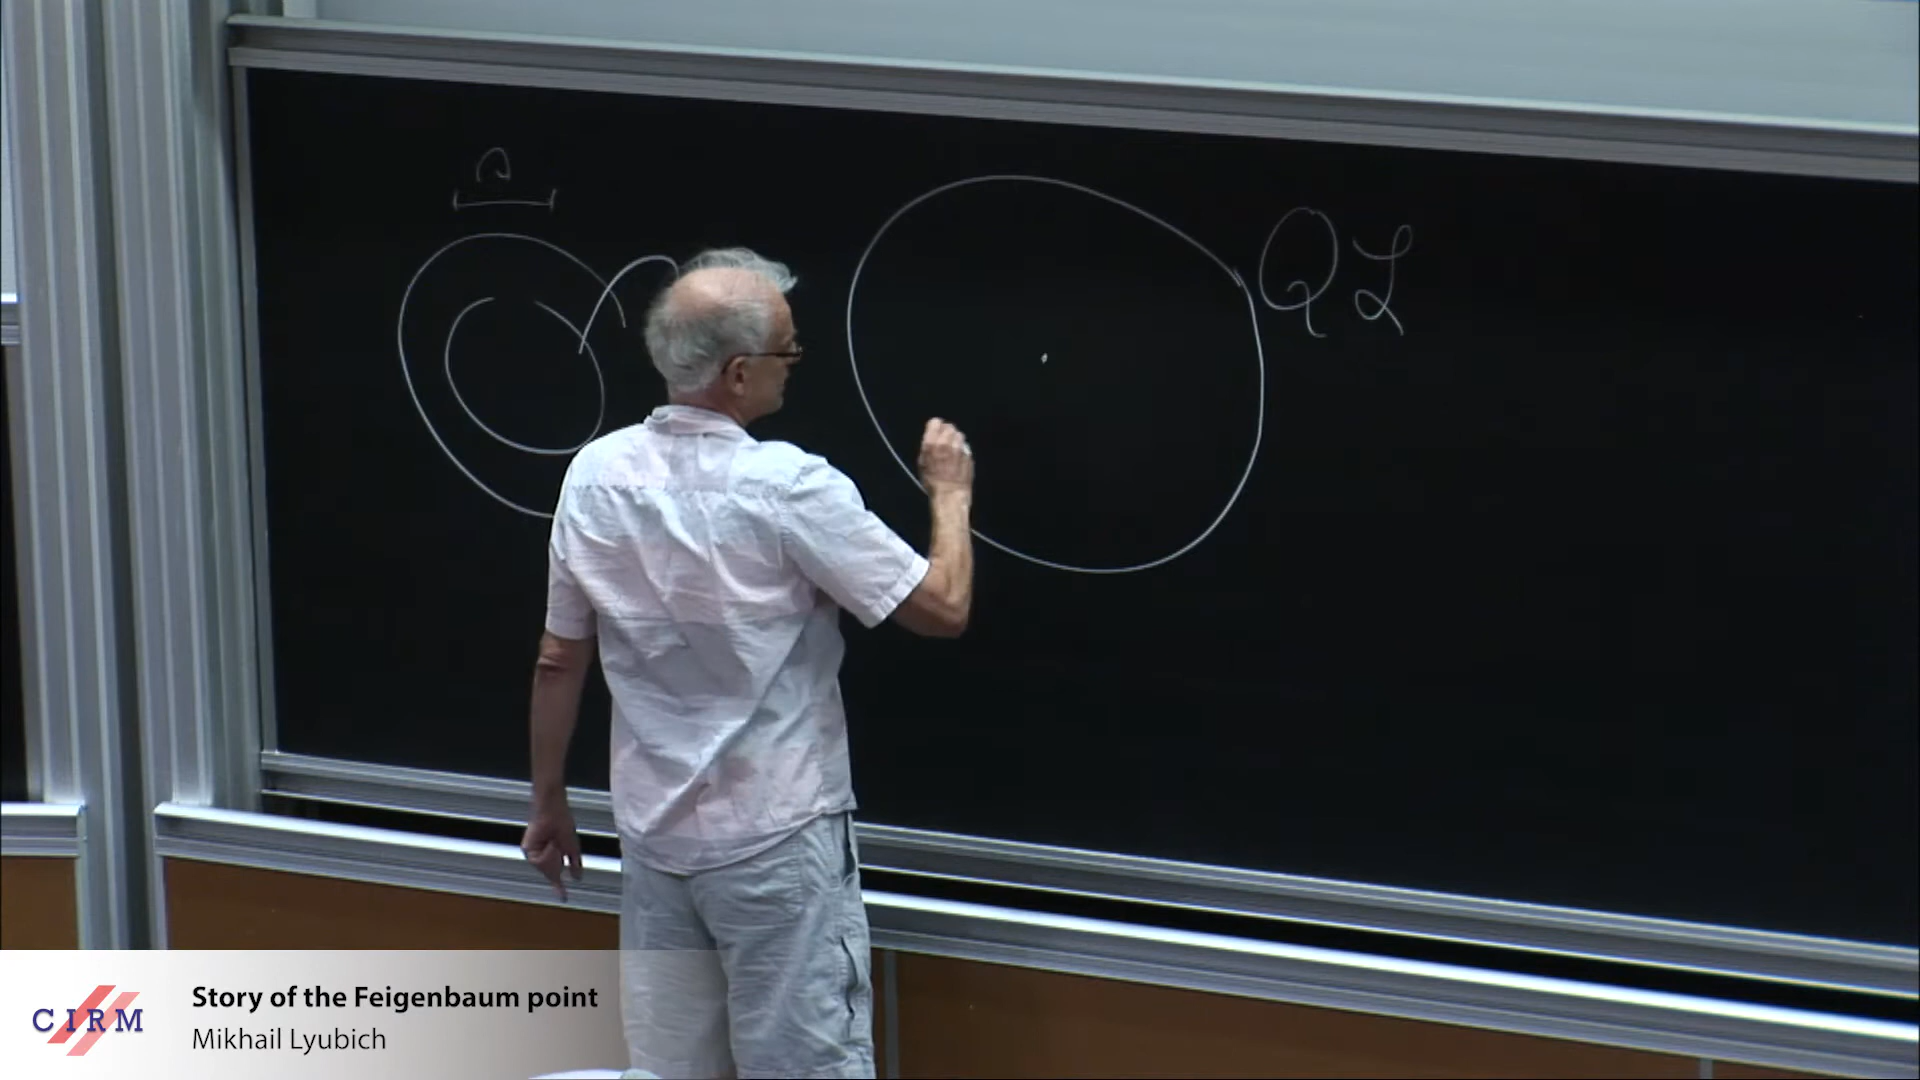 QL
CIRM
Story of the Feigenbaum point
Mikhail Lyubich